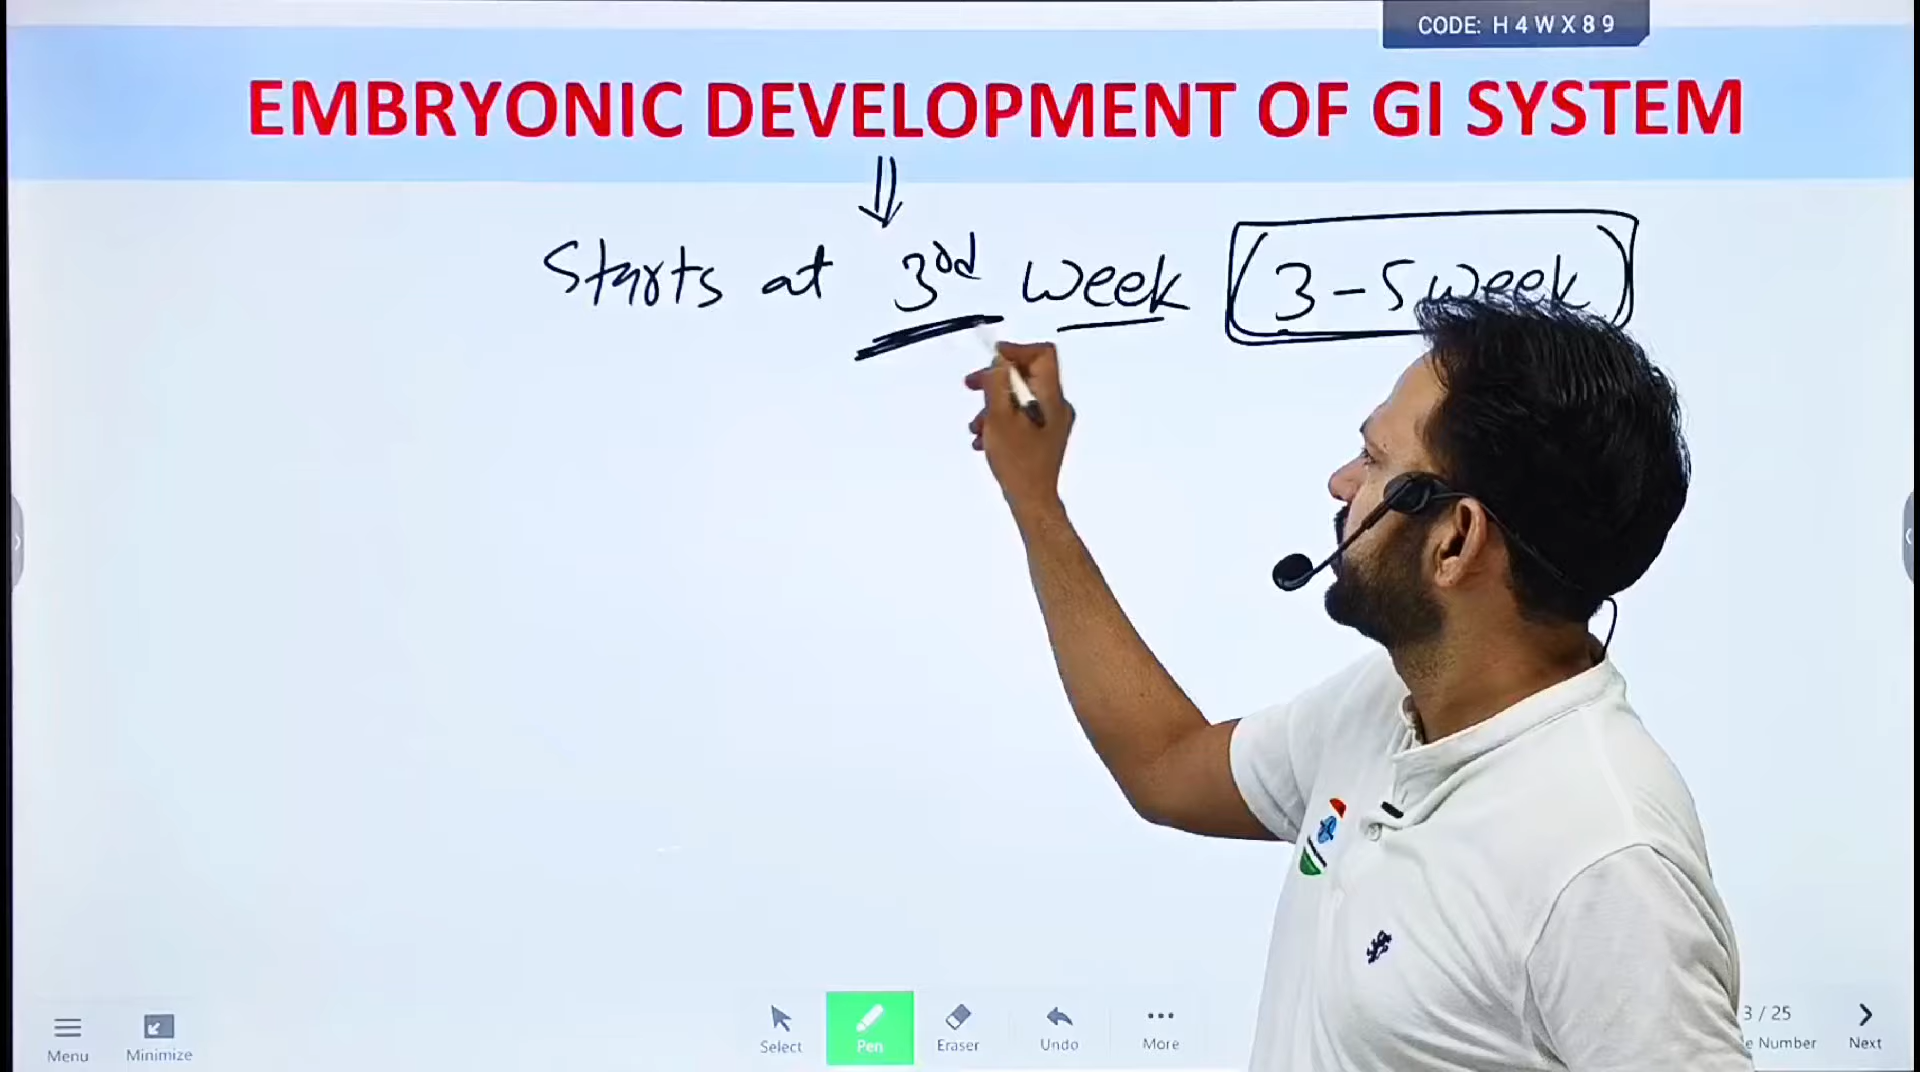 CODE: H4WX89
EMBRYONIC DEVELOPMENT OF GI SYSTEM
Starts at 3rd week (3-5 week)
3 / 25
Menu
Minimize
Select
Pen
Eraser
Undo
More
Number
Next